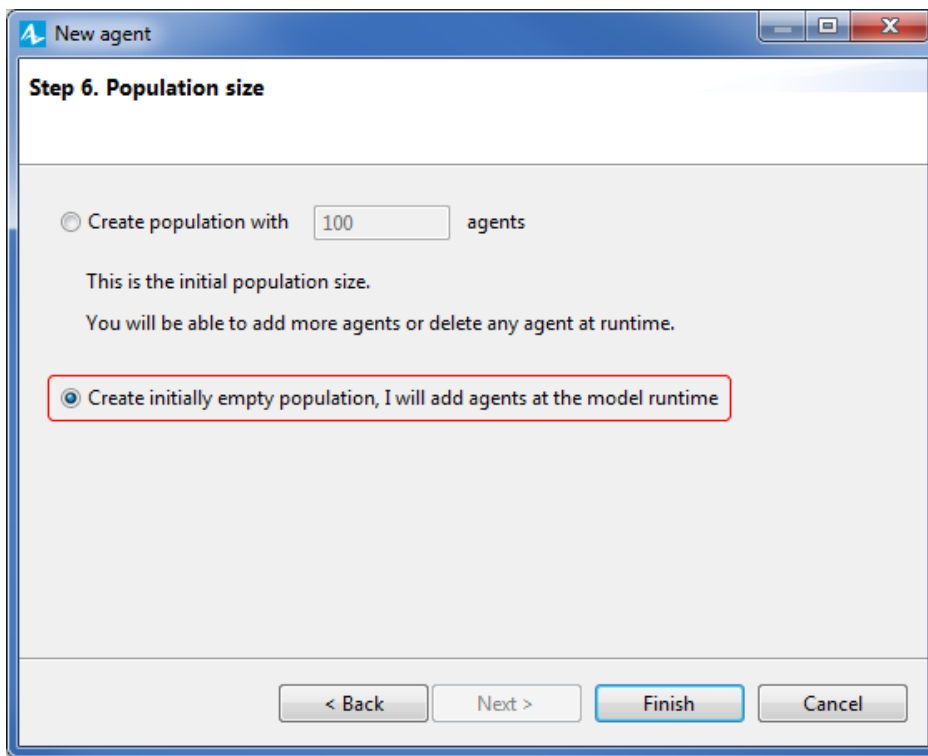 New agent
Step 6. Population size
Create population with 100 agents
This is the initial population size.
You will be able to add more agents or delete any agent at runtime.
Create initially empty population, I will add agents at the model runtime
< Back Next > Finish Cancel